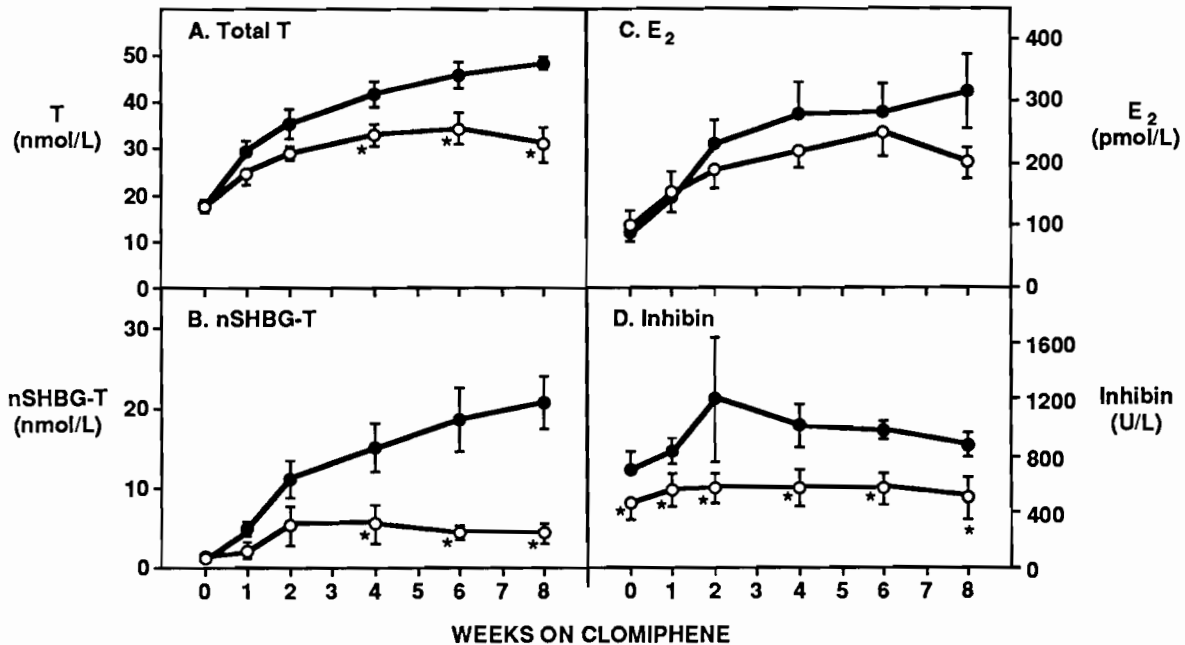 A. Total T
50
40
30
20
10
0
T
(nmol/L)
*
*
*
C. E₂
400
300
200
100
0
E₂
(pmol/L)
B. nSHBG-T
30
20
10
0
nSHBG-T
(nmol/L)
*
*
*
0 1 2 3 4 5 6 7 8
D. Inhibin
1600
1200
800
400
0
Inhibin
(U/L)
*
*
*
*
*
*
0 1 2 3 4 5 6 7 8
WEEKS ON CLOMIPHENE